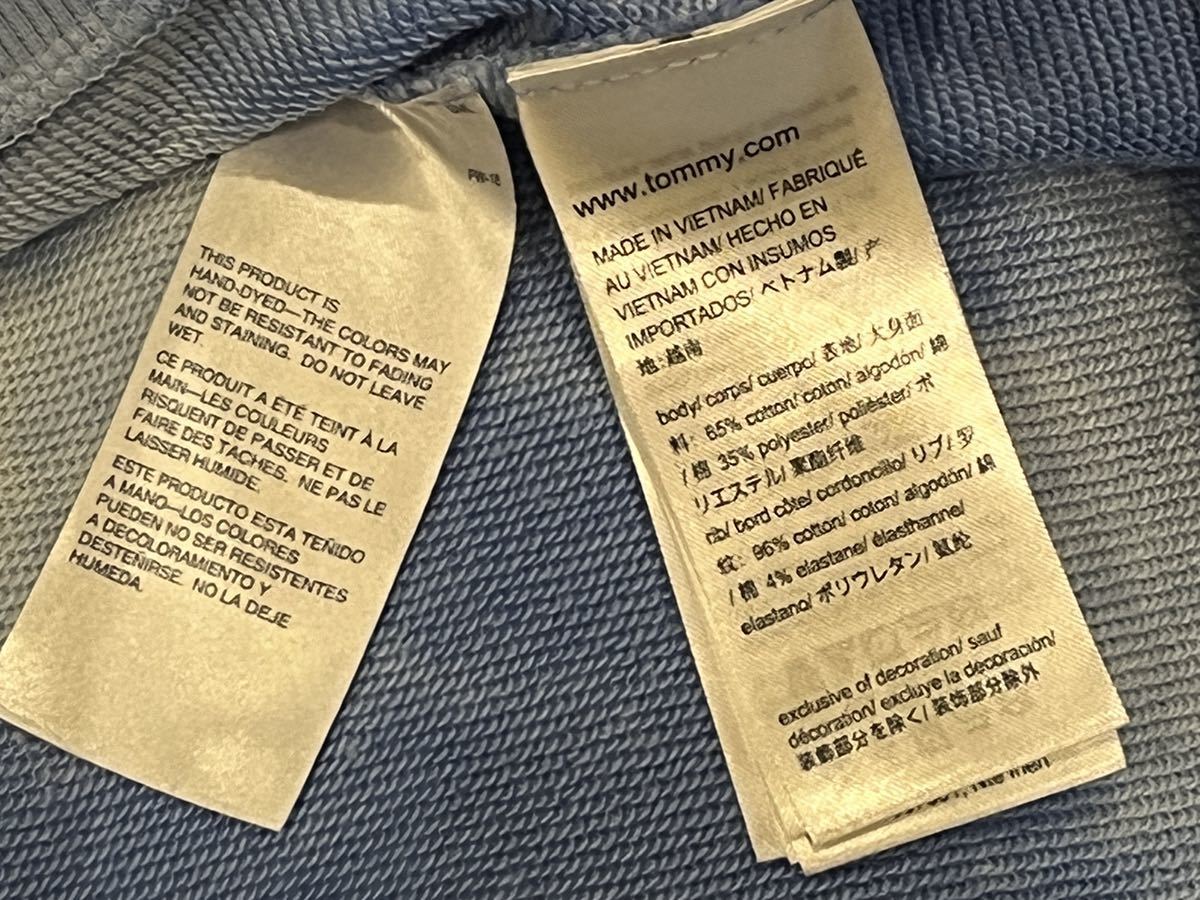 PW-18
THIS PRODUCT IS
HAND-DYED—THE COLORS MAY
NOT BE RESISTANT TO FADING
AND STAINING. DO NOT LEAVE
WET.
CE PRODUIT A ÉTÉ TEINT À LA
MAIN—LES COULEURS
RISQUENT DE PASSER ET DE
FAIRE DES TACHES. NE PAS LE
LAISSER HUMIDE.
ESTE PRODUCTO ESTA TEÑIDO
A MANO—LOS COLORES
PUEDEN NO SER RESISTENTES
A DECOLORAMIENTO Y
DESTEÑIRSE. NO LA DEJE
HUMEDA.
www.tommy.com
MADE IN VIETNAM/ FABRIQUÉ
AU VIETNAM/ HECHO EN
VIETNAM CON INSUMOS
IMPORTADOS/ ベトナム製/ 产
地:越南
body/ corps/ cuerpo/ 表地/ 大身面
料: 65% cotton/ coton/ algodón/ 綿
/ 棉 35% polyester/ poliéster/ ポ
リエステル/ 聚酯纤维
rib/ bord côte/ cordoncillo/ リブ/ 罗
纹: 96% cotton/ coton/ algodón/ 綿
/ 棉 4% elastane/ élasthanne/
elastano/ ポリウレタン/ 氨纶
exclusive of decoration/ sauf
décoration/ excluye la decoración/
装飾部分を除く/ 装饰部分除外